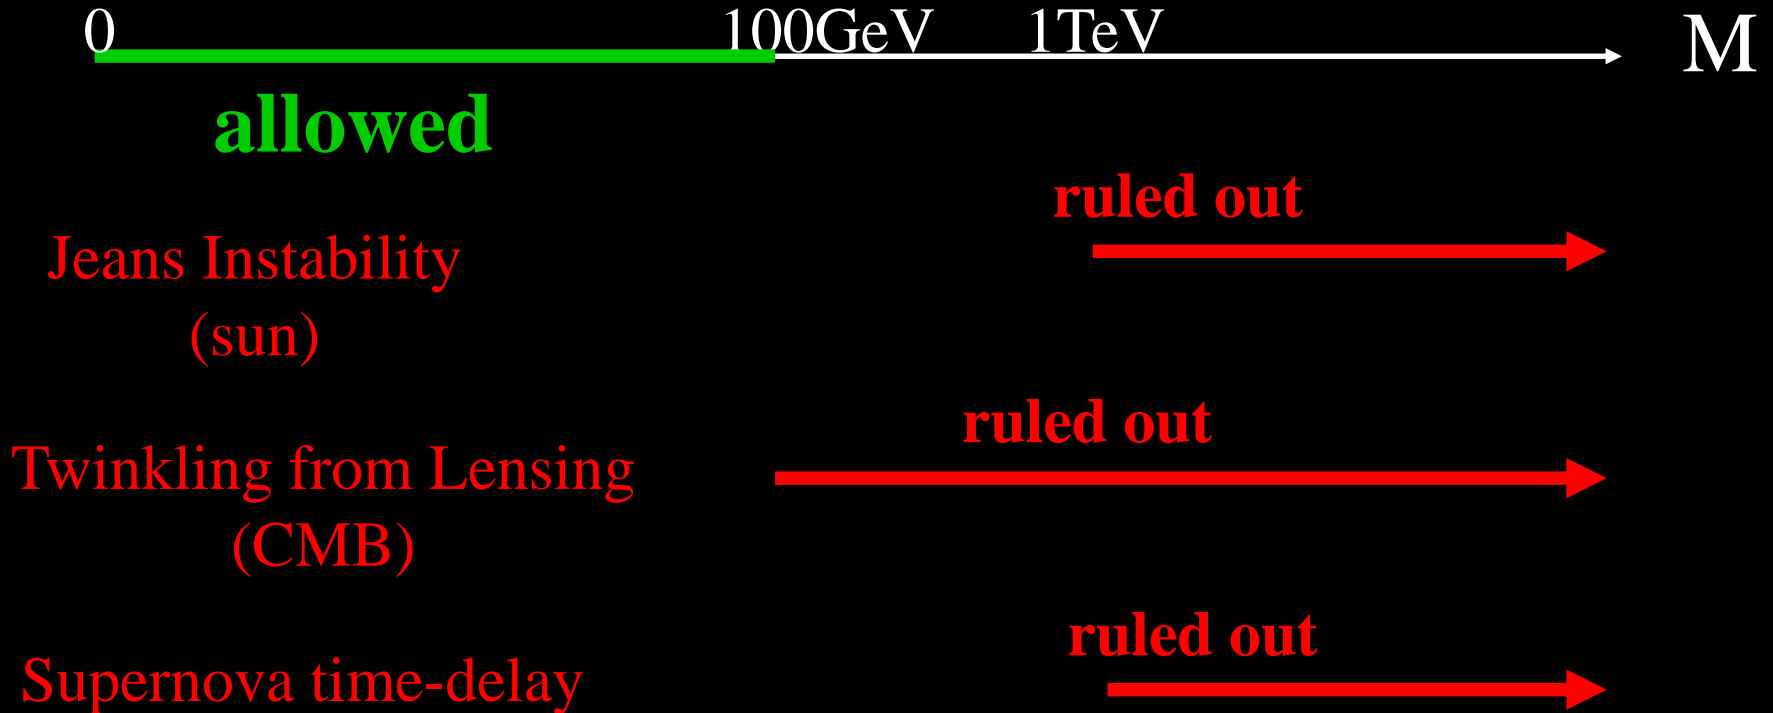 0 100GeV 1TeV M
allowed
ruled out
Jeans Instability
(sun)
ruled out
Twinkling from Lensing
(CMB)
ruled out
Supernova time-delay